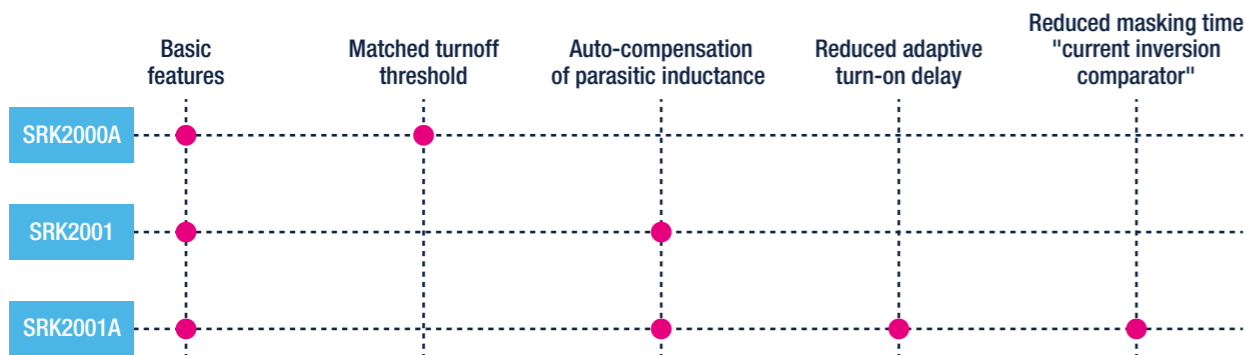 Basic
features
Matched turnoff
threshold
Auto-compensation
of parasitic inductance
Reduced adaptive
turn-on delay
Reduced masking time
"current inversion
comparator"
SRK2000A
SRK2001
SRK2001A